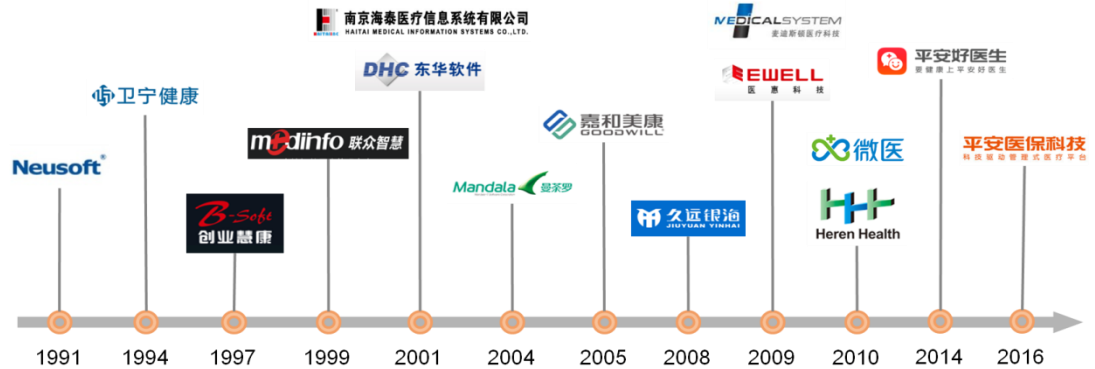 Neusoft®
卫宁健康
B-Soft
创业慧康
medinfo 联众智慧
南京海泰医疗信息系统有限公司
HAITAI MEDICAL INFORMATION SYSTEMS CO.,LTD.
DHC 东华软件
Mandala 曼荼罗
嘉和美康
GOODWILL
久远银海
JIUYUAN YINHAI
MEDICALSYSTEM
麦迪斯顿医疗科技
EWELL
医惠科技
微医
Heren Health
平安好医生
要健康上平安好医生
平安医保科技
科技驱动管理式医疗平台
1991 1994 1997 1999 2001 2004 2005 2008 2009 2010 2014 2016